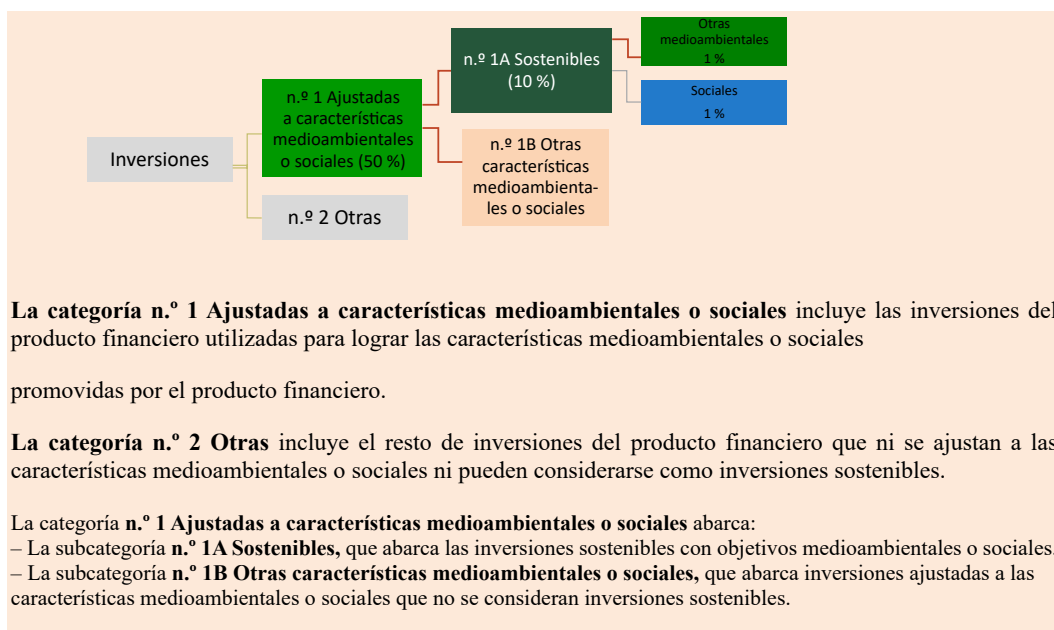 Otras
medioambientales
1 %
n.º 1A Sostenibles
(10 %)
Sociales
1 %
n.º 1 Ajustadas
a características
medioambientales
o sociales (50 %)
n.º 1B Otras
características
medioambienta-
les o sociales
Inversiones
n.º 2 Otras
La categoría n.º 1 Ajustadas a características medioambientales o sociales incluye las inversiones del
producto financiero utilizadas para lograr las características medioambientales o sociales
promovidas por el producto financiero.
La categoría n.º 2 Otras incluye el resto de inversiones del producto financiero que ni se ajustan a las
características medioambientales o sociales ni pueden considerarse como inversiones sostenibles.
La categoría n.º 1 Ajustadas a características medioambientales o sociales abarca:
– La subcategoría n.º 1A Sostenibles, que abarca las inversiones sostenibles con objetivos medioambientales o sociales.
– La subcategoría n.º 1B Otras características medioambientales o sociales, que abarca inversiones ajustadas a las
características medioambientales o sociales que no se consideran inversiones sostenibles.